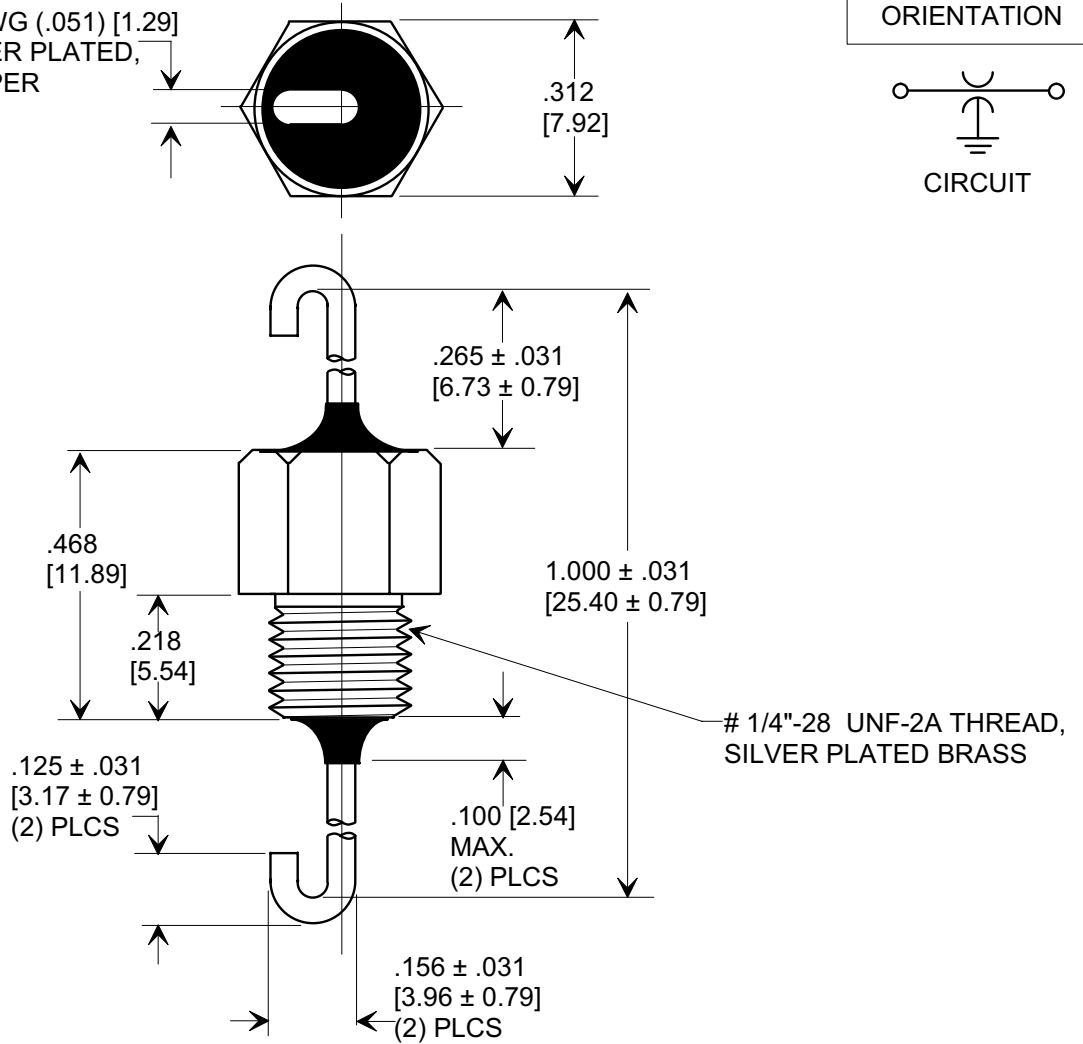 WG (.051) [1.29]
ER PLATED,
PER
.312
[7.92]
ORIENTATION
CIRCUIT
.265 ± .031
[6.73 ± 0.79]
.468
[11.89]
1.000 ± .031
[25.40 ± 0.79]
.218
[5.54]
# 1/4"-28 UNF-2A THREAD,
SILVER PLATED BRASS
.125 ± .031
[3.17 ± 0.79]
(2) PLCS
.100 [2.54]
MAX.
(2) PLCS
.156 ± .031
[3.96 ± 0.79]
(2) PLCS